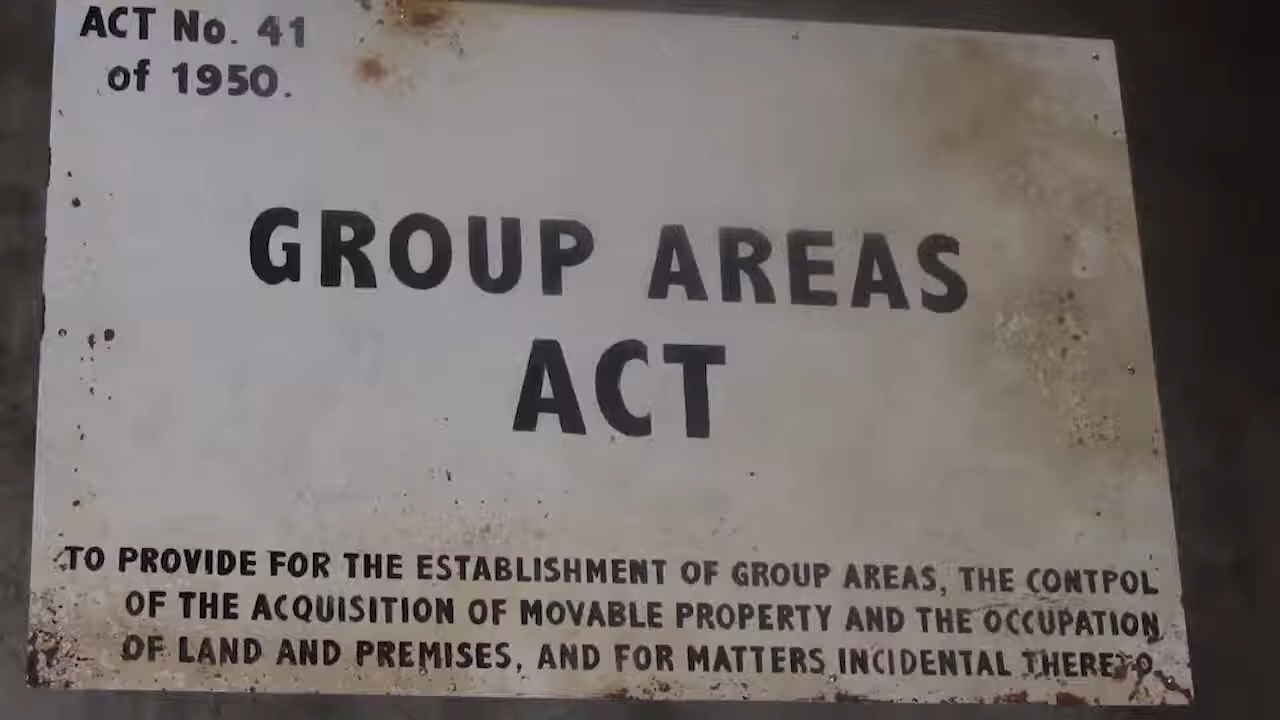 ACT No. 41
of 1950.
GROUP AREAS
ACT
TO PROVIDE FOR THE ESTABLISHMENT OF GROUP AREAS, THE CONTPOL
OF THE ACQUISITION OF MOVABLE PROPERTY AND THE OCCUPATION
OF LAND AND PREMISES, AND FOR MATTERS INCIDENTAL THERETO.